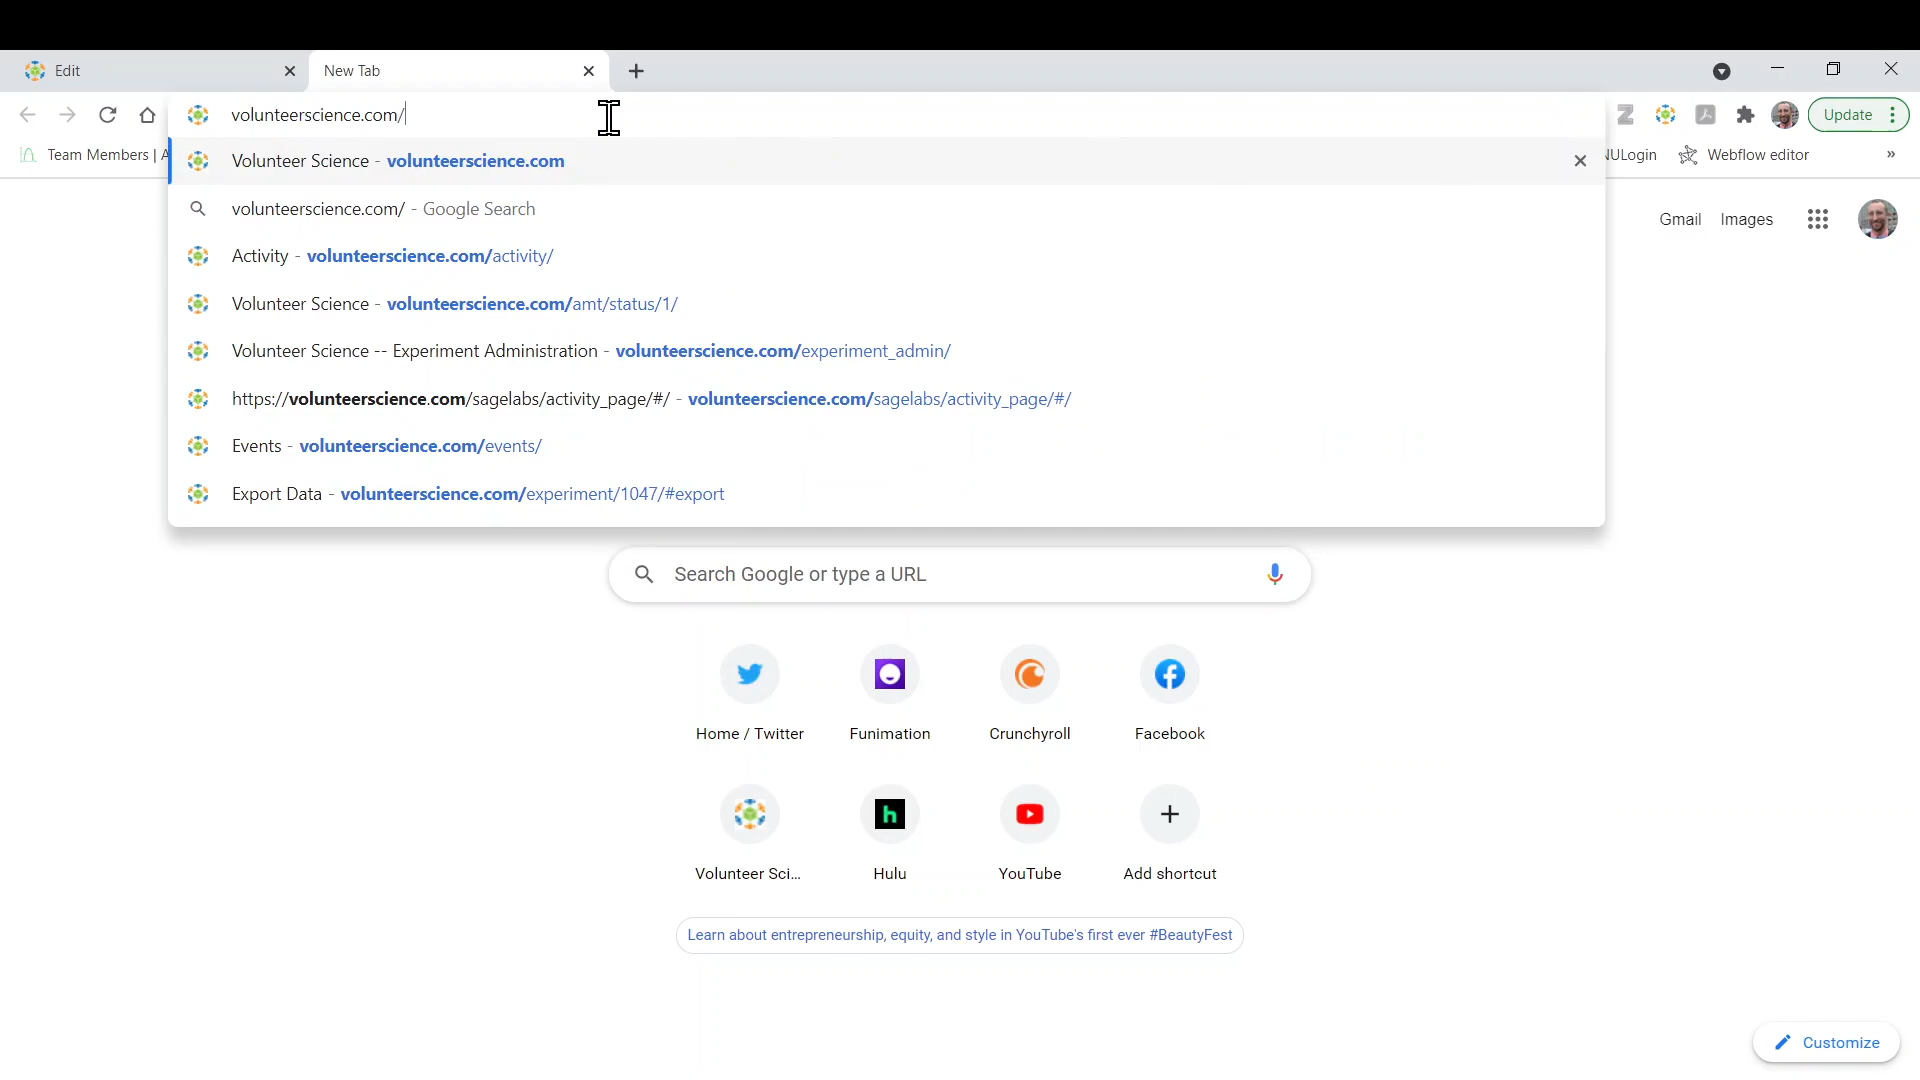 Edit
New Tab
volunteerscience.com/
Update
Team Members | A
NULogin
Webflow editor
»
Volunteer Science - volunteerscience.com
volunteerscience.com/ - Google Search
Gmail
Images
Activity - volunteerscience.com/activity/
Volunteer Science - volunteerscience.com/amt/status/1/
Volunteer Science -- Experiment Administration - volunteerscience.com/experiment_admin/
https://volunteerscience.com/sagelabs/activity_page/#/ - volunteerscience.com/sagelabs/activity_page/#/
Events - volunteerscience.com/events/
Export Data - volunteerscience.com/experiment/1047/#export
Search Google or type a URL
Home / Twitter
Funimation
Crunchyroll
Facebook
h
Volunteer Sci...
Hulu
YouTube
Add shortcut
Learn about entrepreneurship, equity, and style in YouTube's first ever #BeautyFest
Customize